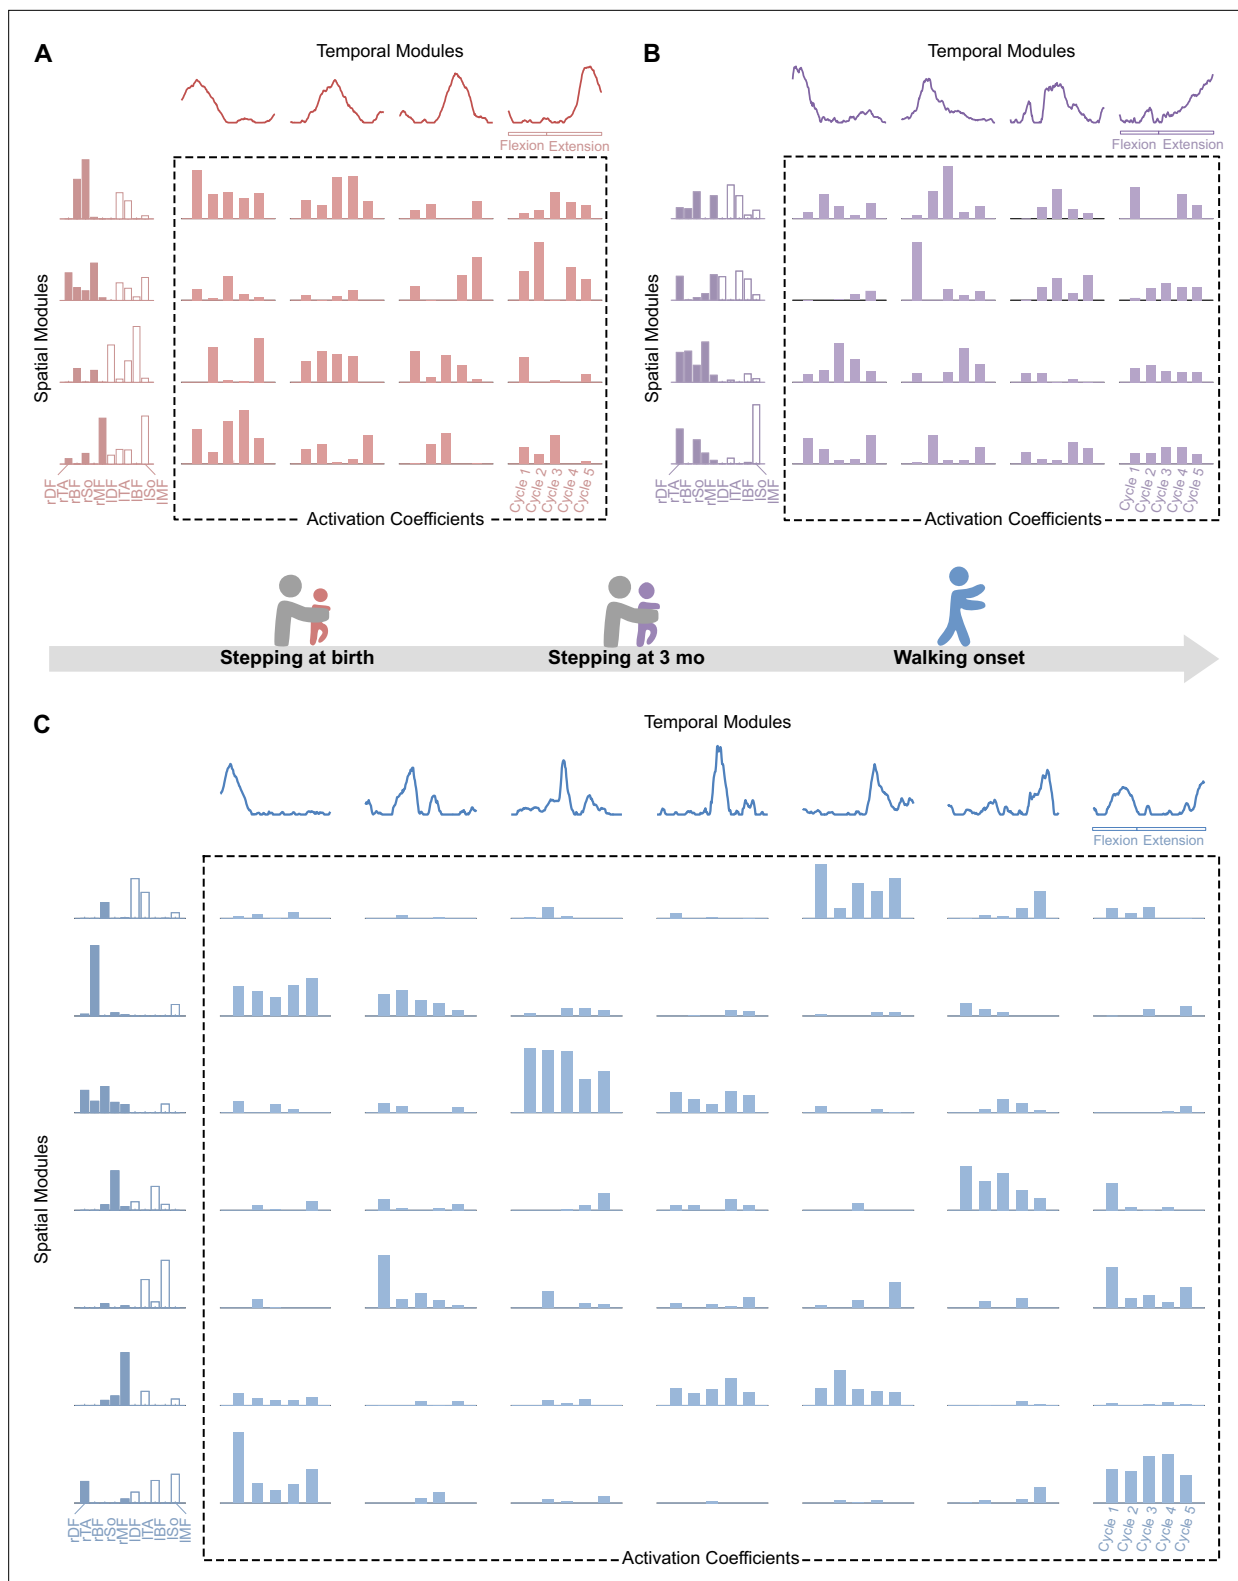 A
Temporal Modules
Flexion Extension
Spatial Modules
rDF
rTA
rBF
rSo
rMF
lDF
lTA
lBF
lSo
lMF
Cycle 1
Cycle 2
Cycle 3
Cycle 4
Cycle 5
Activation Coefficients
B
Temporal Modules
Flexion Extension
Spatial Modules
rDF
rTA
rBF
rSo
rMF
lDF
lTA
lBF
lSo
lMF
Cycle 1
Cycle 2
Cycle 3
Cycle 4
Cycle 5
Activation Coefficients
Stepping at birth
Stepping at 3 mo
Walking onset
C
Temporal Modules
Flexion Extension
Spatial Modules
rDF
rTA
rBF
rSo
rMF
lDF
lTA
lBF
lSo
lMF
Cycle 1
Cycle 2
Cycle 3
Cycle 4
Cycle 5
Activation Coefficients